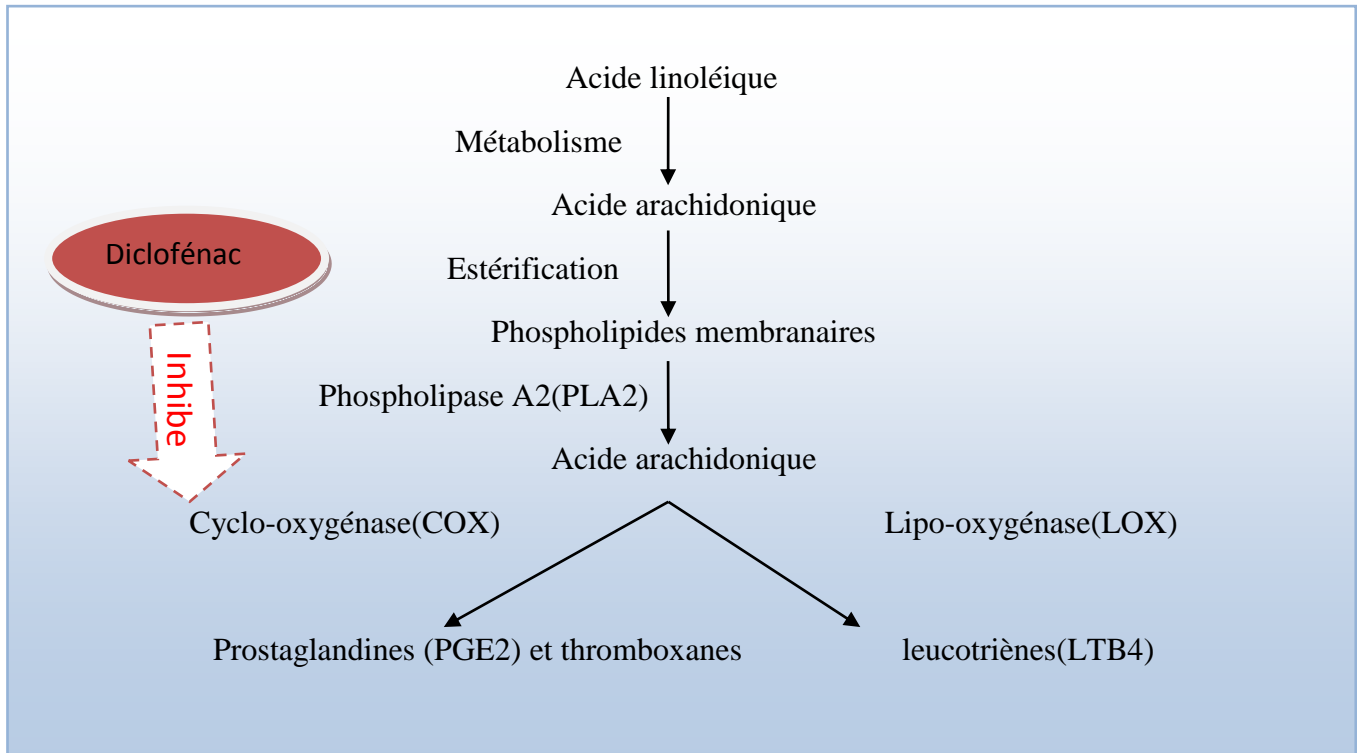 Acide linoléique
Métabolisme
Acide arachidonique
Diclofénac
Estérification
Inhibe
Phospholipides membranaires
Phospholipase A2(PLA2)
Acide arachidonique
Cyclo-oxygénase(COX)
Lipo-oxygénase(LOX)
Prostaglandines (PGE2) et thromboxanes
leucotriènes(LTB4)